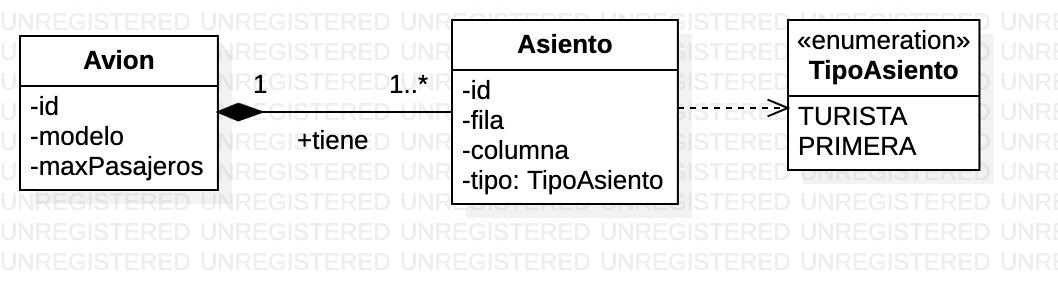 UNREGISTERED UNREGISTERED UNREGISTERED UNREGISTERED UNREGISTERED
Avion
-id
-modelo
-maxPasajeros
1
1..*
+tiene
Asiento
-id
-fila
-columna
-tipo: TipoAsiento
«enumeration»
TipoAsiento
TURISTA
PRIMERA
UNREGISTERED UNREGISTERED UNREGISTERED UNREGISTERED UNREGISTERED
UNREGISTERED UNREGISTERED UNREGISTERED UNREGISTERED UNREGISTERED